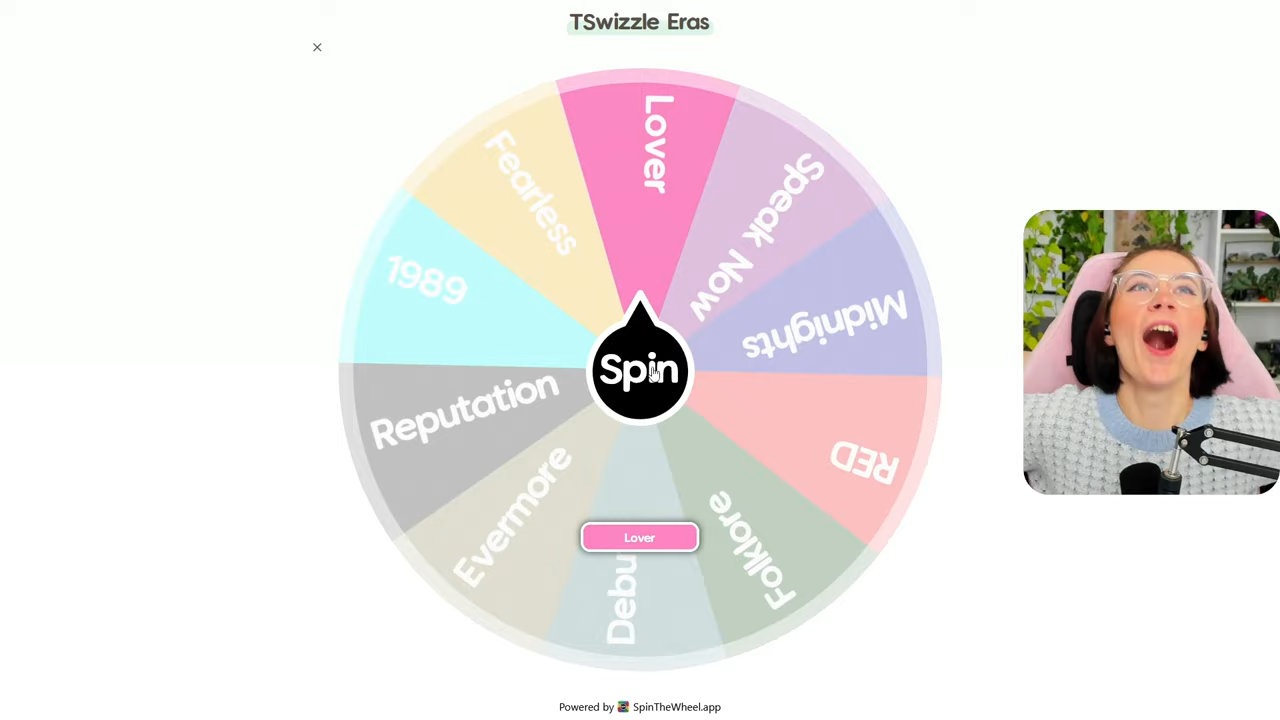 TSwizzle Eras
Lover
Speak Now
Midnights
RED
Folklore
Debu
Evermore
Reputation
1989
Fearless
Spin
Lover
Powered by SpinTheWheel.app